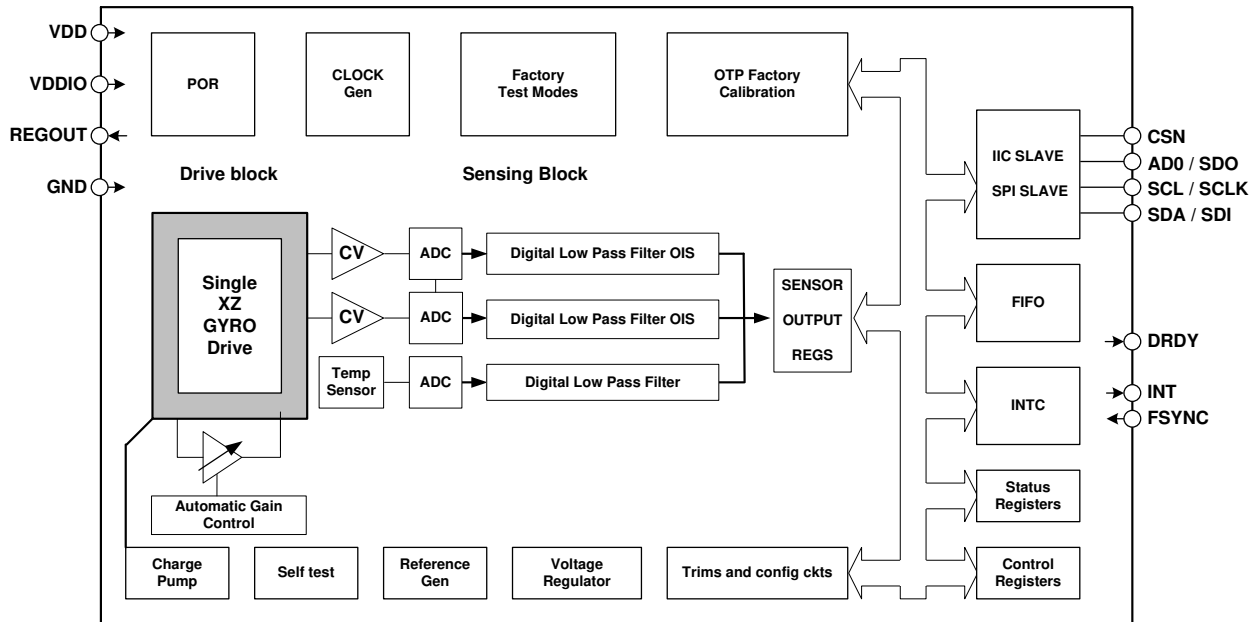 VDD
VDDIO
REGOUT
GND
POR
CLOCK
Gen
Factory
Test Modes
OTP Factory
Calibration
IIC SLAVE
SPI SLAVE
CSN
AD0 / SDO
SCL / SCLK
SDA / SDI
Drive block
Sensing Block
Single
XZ
GYRO
Drive
CV
ADC
Digital Low Pass Filter OIS
CV
ADC
Digital Low Pass Filter OIS
Temp
Sensor
ADC
Digital Low Pass Filter
SENSOR
OUTPUT
REGS
FIFO
DRDY
INTC
INT
FSYNC
Automatic Gain
Control
Status
Registers
Charge
Pump
Self test
Reference
Gen
Voltage
Regulator
Trims and config ckts
Control
Registers